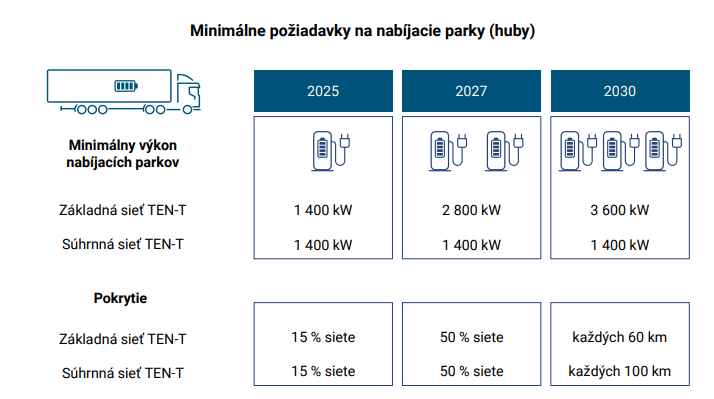 Minimálne požiadavky na nabíjacie parky (huby)
2025 2027 2030
Minimálny výkon
nabíjacích parkov
Základná sieť TEN-T 1 400 kW 2 800 kW 3 600 kW
Súhrnná sieť TEN-T 1 400 kW 1 400 kW 1 400 kW
Pokrytie
Základná sieť TEN-T 15 % siete 50 % siete každých 60 km
Súhrnná sieť TEN-T 15 % siete 50 % siete každých 100 km